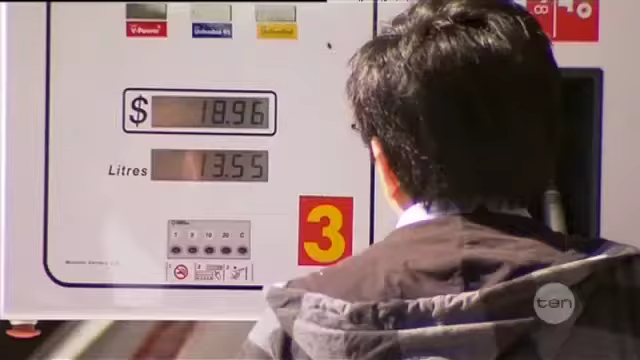 V-Power
Unleaded 91
Unleaded
$ 18.96
Litres 13.55
3
ten